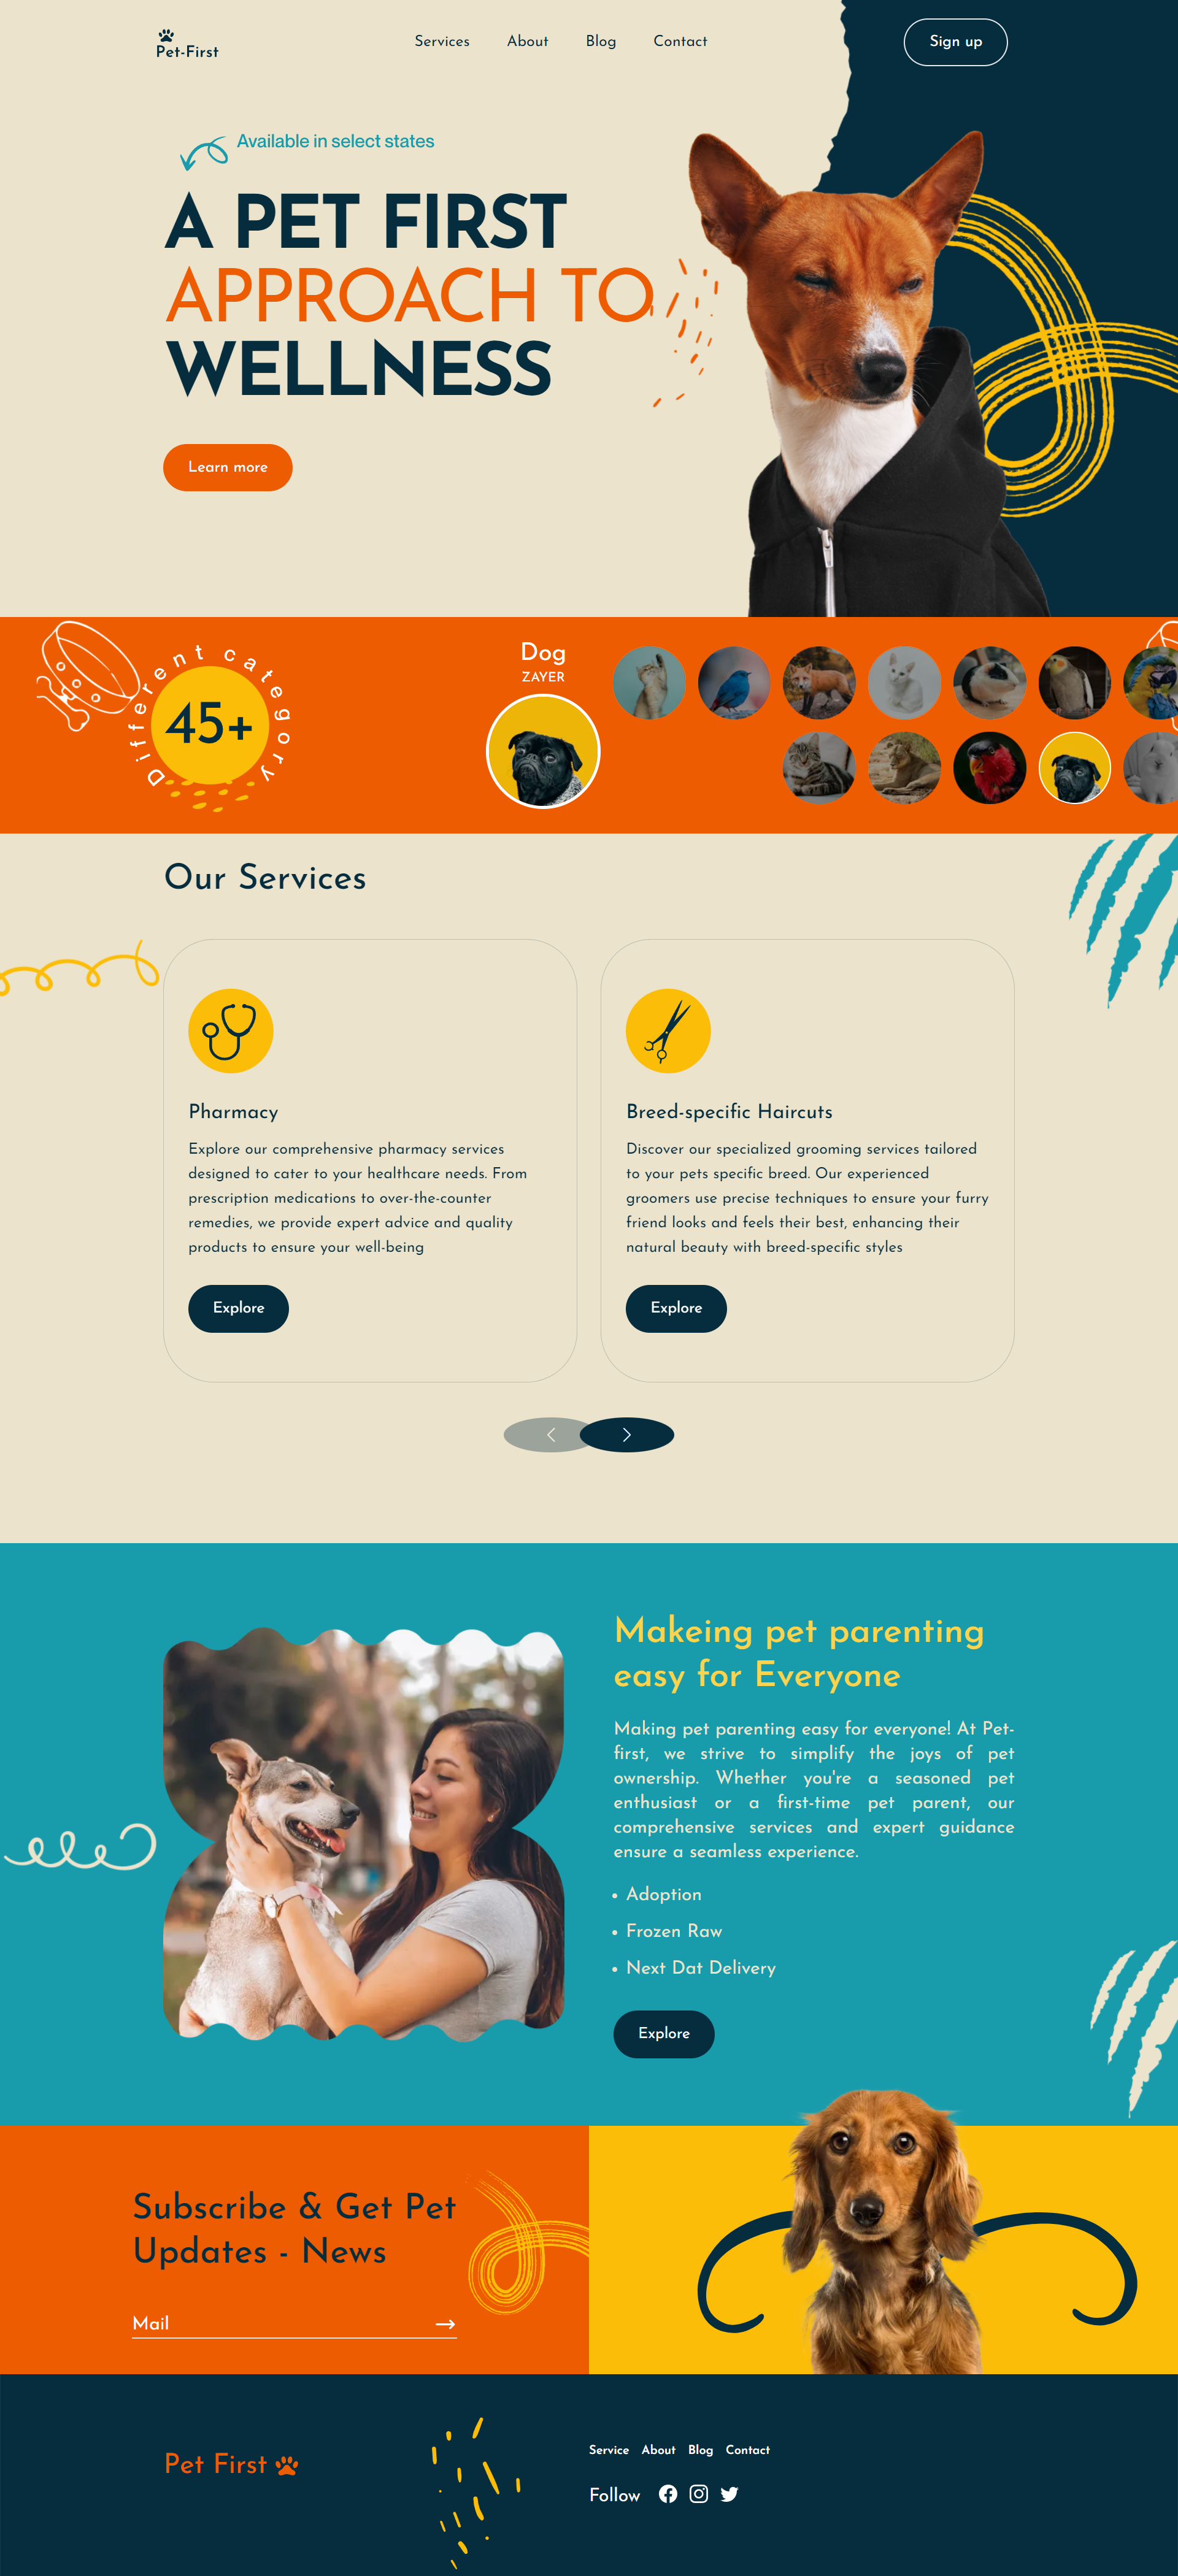 Pet-First
Services About Blog Contact
Sign up
Available in select states
A PET FIRST
APPROACH TO
WELLNESS
Learn more
Different category
45+
Dog
ZAYER
Our Services
Pharmacy
Explore our comprehensive pharmacy services
designed to cater to your healthcare needs. From
prescription medications to over-the-counter
remedies, we provide expert advice and quality
products to ensure your well-being
Explore
Breed-specific Haircuts
Discover our specialized grooming services tailored
to your pets specific breed. Our experienced
groomers use precise techniques to ensure your furry
friend looks and feels their best, enhancing their
natural beauty with breed-specific styles
Explore
Makeing pet parenting
easy for Everyone
Making pet parenting easy for everyone! At Pet-
first, we strive to simplify the joys of pet
ownership. Whether you're a seasoned pet
enthusiast or a first-time pet parent, our
comprehensive services and expert guidance
ensure a seamless experience.
• Adoption
• Frozen Raw
• Next Dat Delivery
Explore
Subscribe & Get Pet
Updates - News
Mail
Pet First
Service About Blog Contact
Follow